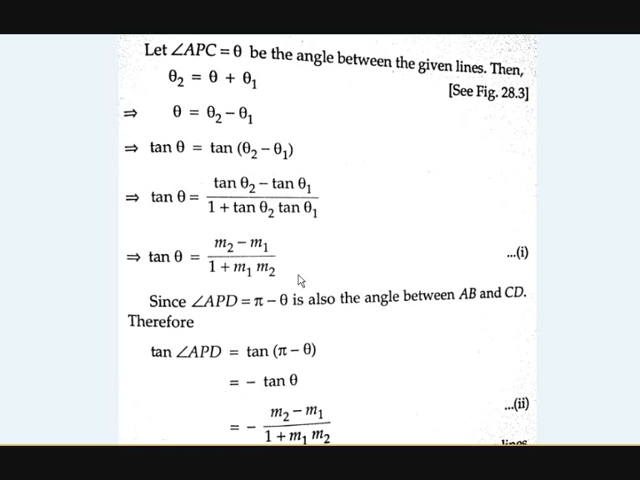 Let ∠APC = θ be the angle between the given lines. Then,
θ₂ = θ + θ₁
[See Fig. 28.3]
⇒ θ = θ₂ − θ₁
⇒ tan θ = tan (θ₂ − θ₁)
⇒ tan θ = (tan θ₂ − tan θ₁) / (1 + tan θ₂ tan θ₁)
⇒ tan θ = (m₂ − m₁) / (1 + m₁ m₂) ...(i)
Since ∠APD = π − θ is also the angle between AB and CD.
Therefore
tan ∠APD = tan (π − θ)
= − tan θ
= − (m₂ − m₁) / (1 + m₁ m₂) ...(ii)
lines